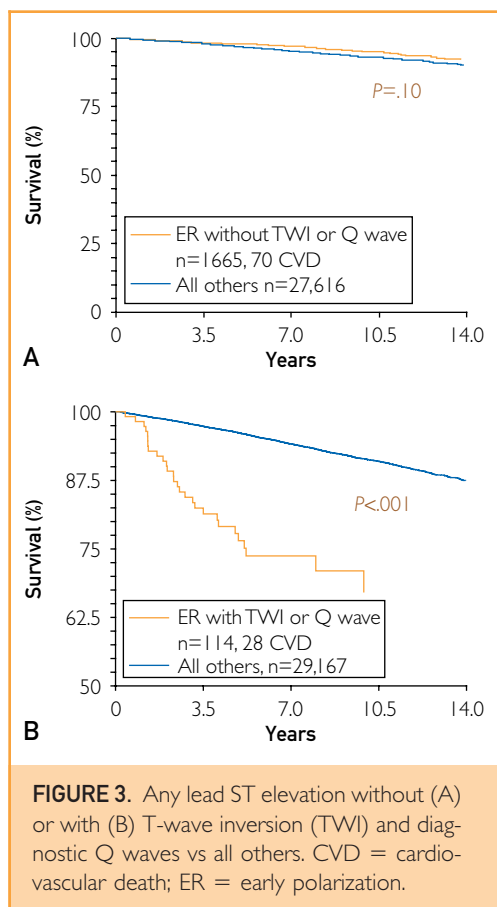 100
75
50
25
0
Survival (%)
P=.10
ER without TWI or Q wave
n=1665, 70 CVD
All others n=27,616
0 3.5 7.0 10.5 14.0
Years
A
100
87.5
75
62.5
50
Survival (%)
P<.001
ER with TWI or Q wave
n=114, 28 CVD
All others, n=29,167
0 3.5 7.0 10.5 14.0
Years
B
FIGURE 3. Any lead ST elevation without (A)
or with (B) T-wave inversion (TWI) and diag-
nostic Q waves vs all others. CVD = cardio-
vascular death; ER = early polarization.